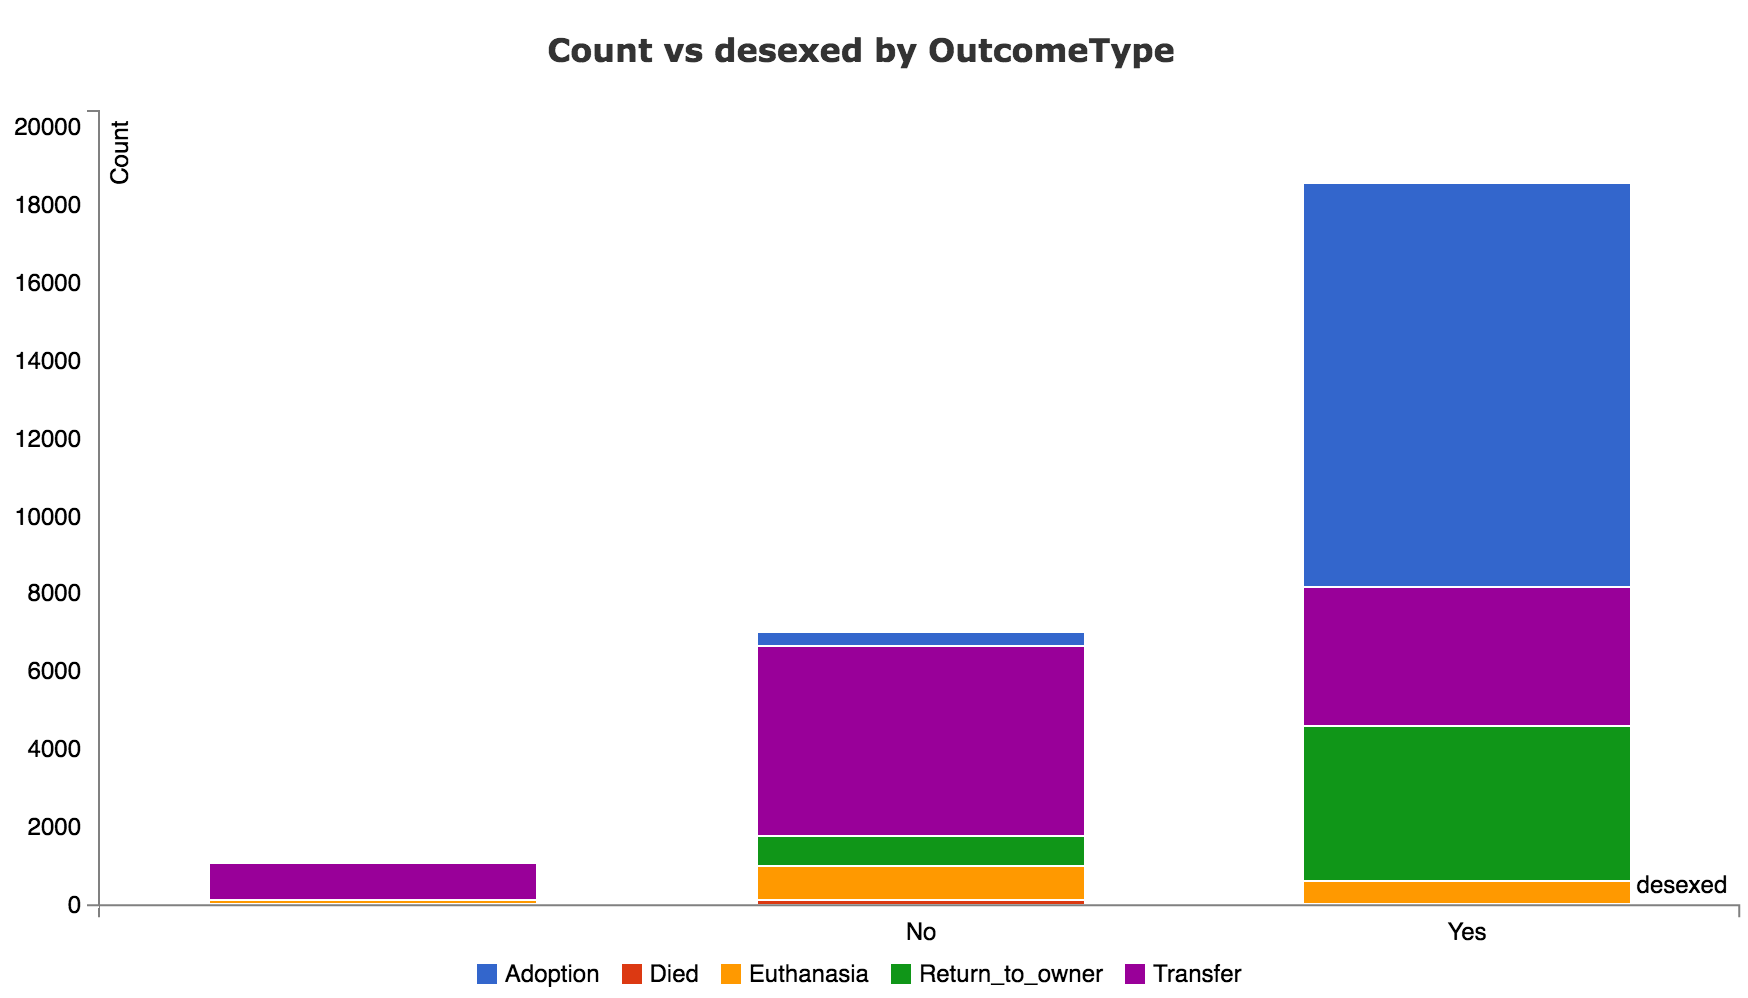 Count vs desexed by OutcomeType
Count
20000
18000
16000
14000
12000
10000
8000
6000
4000
2000
0
desexed
No Yes
Adoption Died Euthanasia Return_to_owner Transfer